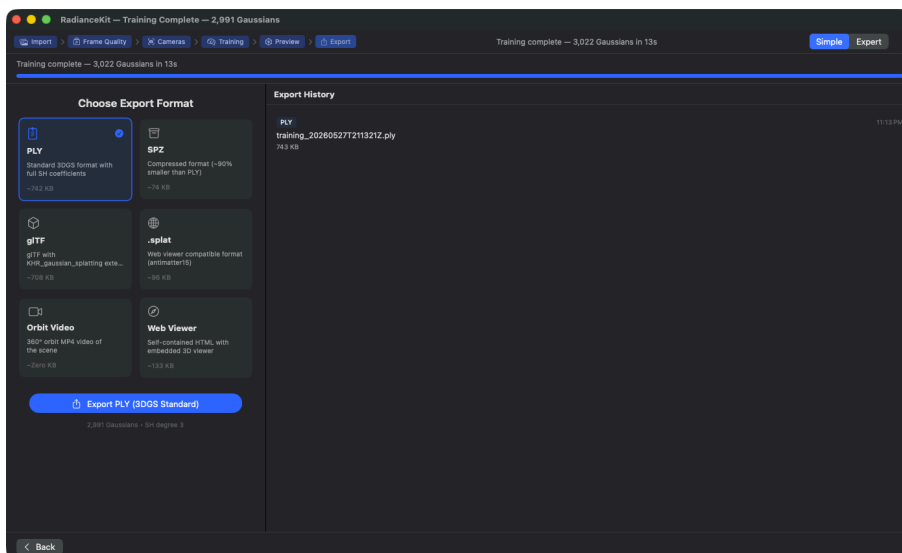 RadianceKit — Training Complete — 2,991 Gaussians
Import > Frame Quality > Cameras > Training > Preview > Export
Training complete — 3,022 Gaussians in 13s
Simple Expert
Training complete — 3,022 Gaussians in 13s
Choose Export Format
PLY
Standard 3DGS format with
full SH coefficients
~742 KB
SPZ
Compressed format (~90%
smaller than PLY)
~74 KB
glTF
glTF with
KHR_gaussian_splatting exte...
~708 KB
.splat
Web viewer compatible format
(antimatter15)
~96 KB
Orbit Video
360° orbit MP4 video of
the scene
~Zero KB
Web Viewer
Self-contained HTML with
embedded 3D viewer
~133 KB
Export PLY (3DGS Standard)
2,991 Gaussians · SH degree 3
Export History
PLY
11:13 PM
training_20260527T211321Z.ply
743 KB
Back